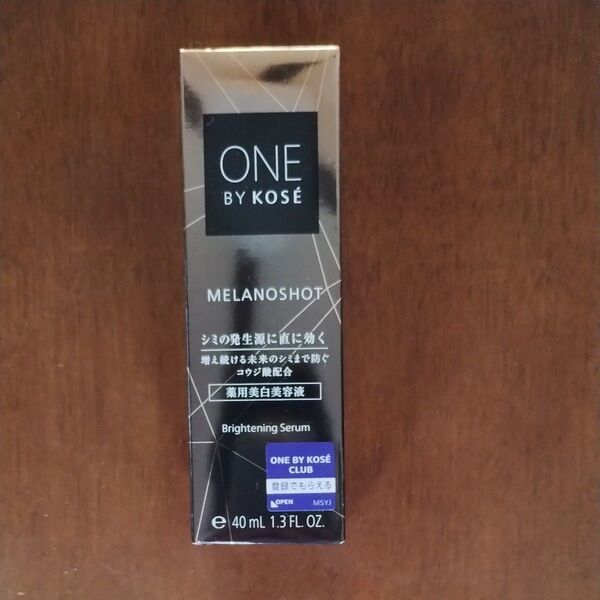 ONE
BY KOSÉ
MELANOSHOT
シミの発生源に直に効く
増え続ける未来のシミまで防ぐ
コウジ酸配合
薬用美白美容液
Brightening Serum
ONE BY KOSÉ
CLUB
登録でもらえる
OPEN MSYJ
℮ 40 mL 1.3 FL. OZ.